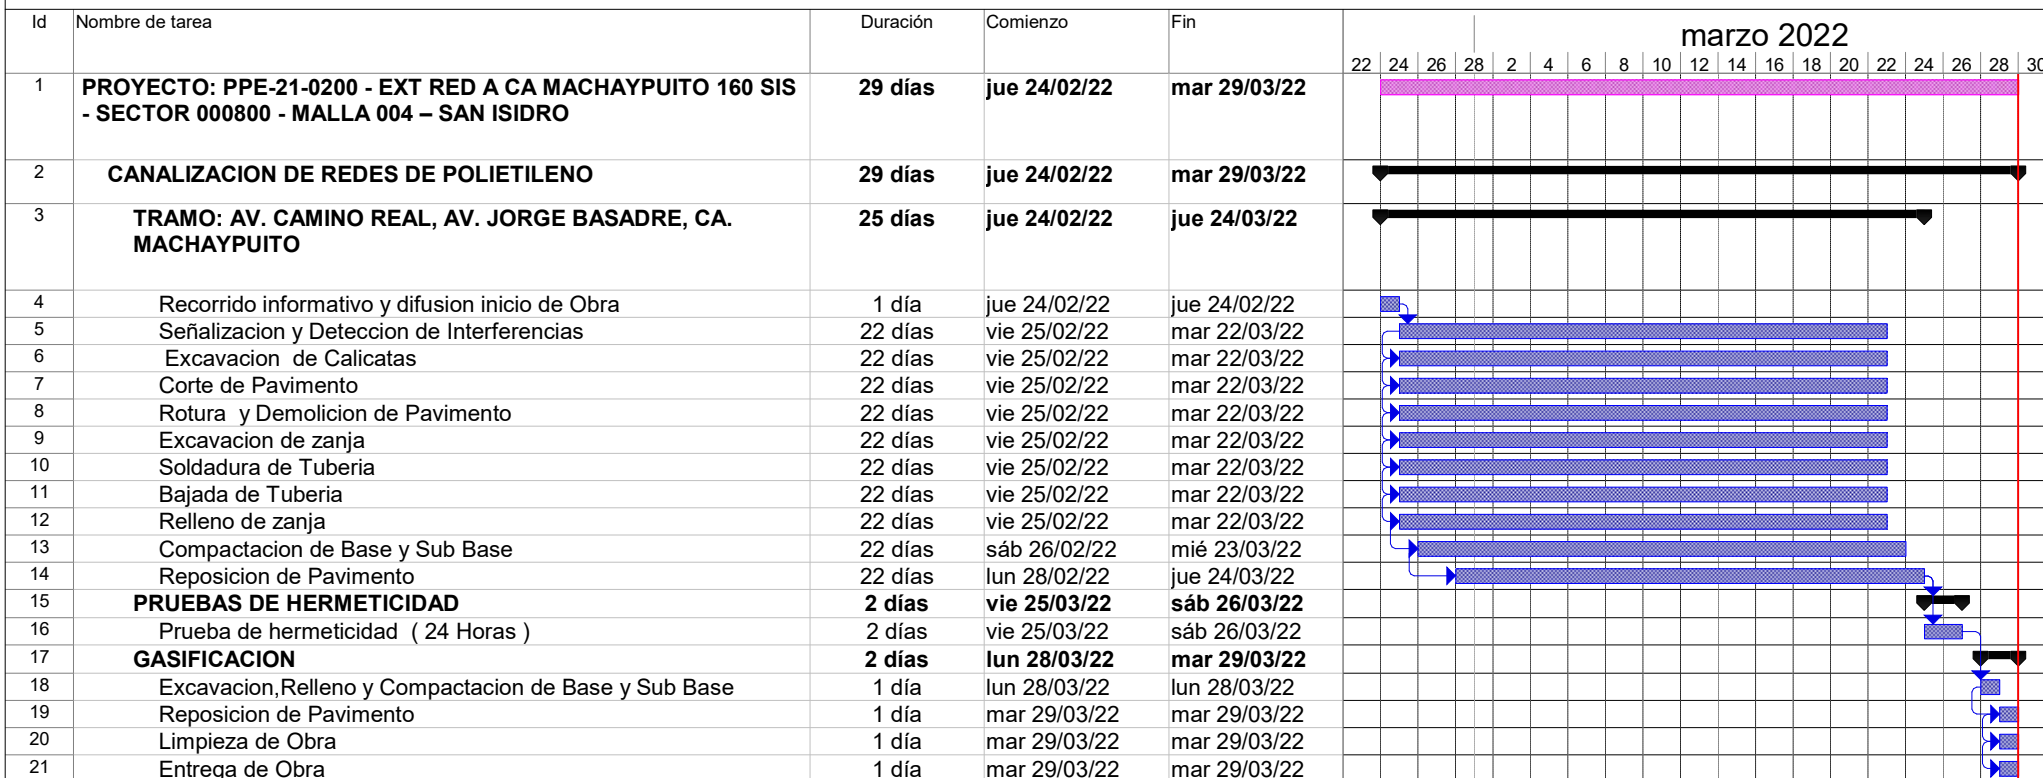 Id Nombre de tarea Duración Comienzo Fin marzo 2022
22 24 26 28 2 4 6 8 10 12 14 16 18 20 22 24 26 28 30
1 PROYECTO: PPE-21-0200 - EXT RED A CA MACHAYPUITO 160 SIS 29 días jue 24/02/22 mar 29/03/22
- SECTOR 000800 - MALLA 004 – SAN ISIDRO
2 CANALIZACION DE REDES DE POLIETILENO 29 días jue 24/02/22 mar 29/03/22
3 TRAMO: AV. CAMINO REAL, AV. JORGE BASADRE, CA. 25 días jue 24/02/22 jue 24/03/22
MACHAYPUITO
4 Recorrido informativo y difusion inicio de Obra 1 día jue 24/02/22 jue 24/02/22
5 Señalizacion y Deteccion de Interferencias 22 días vie 25/02/22 mar 22/03/22
6 Excavacion de Calicatas 22 días vie 25/02/22 mar 22/03/22
7 Corte de Pavimento 22 días vie 25/02/22 mar 22/03/22
8 Rotura y Demolicion de Pavimento 22 días vie 25/02/22 mar 22/03/22
9 Excavacion de zanja 22 días vie 25/02/22 mar 22/03/22
10 Soldadura de Tuberia 22 días vie 25/02/22 mar 22/03/22
11 Bajada de Tuberia 22 días vie 25/02/22 mar 22/03/22
12 Relleno de zanja 22 días vie 25/02/22 mar 22/03/22
13 Compactacion de Base y Sub Base 22 días sáb 26/02/22 mié 23/03/22
14 Reposicion de Pavimento 22 días lun 28/02/22 jue 24/03/22
15 PRUEBAS DE HERMETICIDAD 2 días vie 25/03/22 sáb 26/03/22
16 Prueba de hermeticidad ( 24 Horas ) 2 días vie 25/03/22 sáb 26/03/22
17 GASIFICACION 2 días lun 28/03/22 mar 29/03/22
18 Excavacion,Relleno y Compactacion de Base y Sub Base 1 día lun 28/03/22 lun 28/03/22
19 Reposicion de Pavimento 1 día mar 29/03/22 mar 29/03/22
20 Limpieza de Obra 1 día mar 29/03/22 mar 29/03/22
21 Entrega de Obra 1 día mar 29/03/22 mar 29/03/22